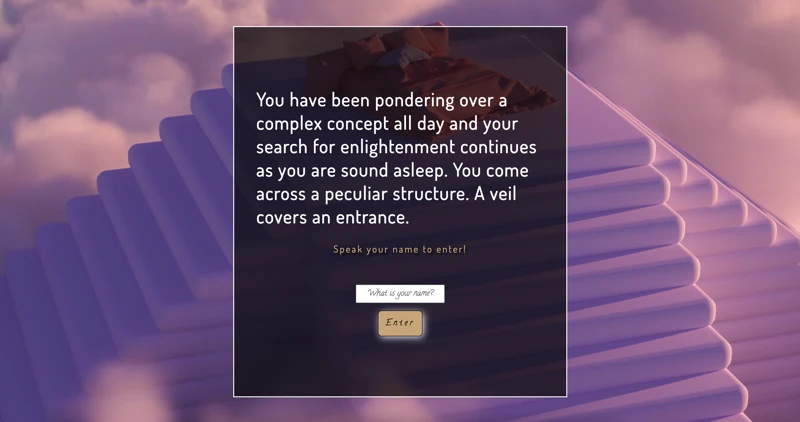 You have been pondering over a
complex concept all day and your
search for enlightenment continues
as you are sound asleep. You come
across a peculiar structure. A veil
covers an entrance.
Speak your name to enter!
What is your name?
Enter